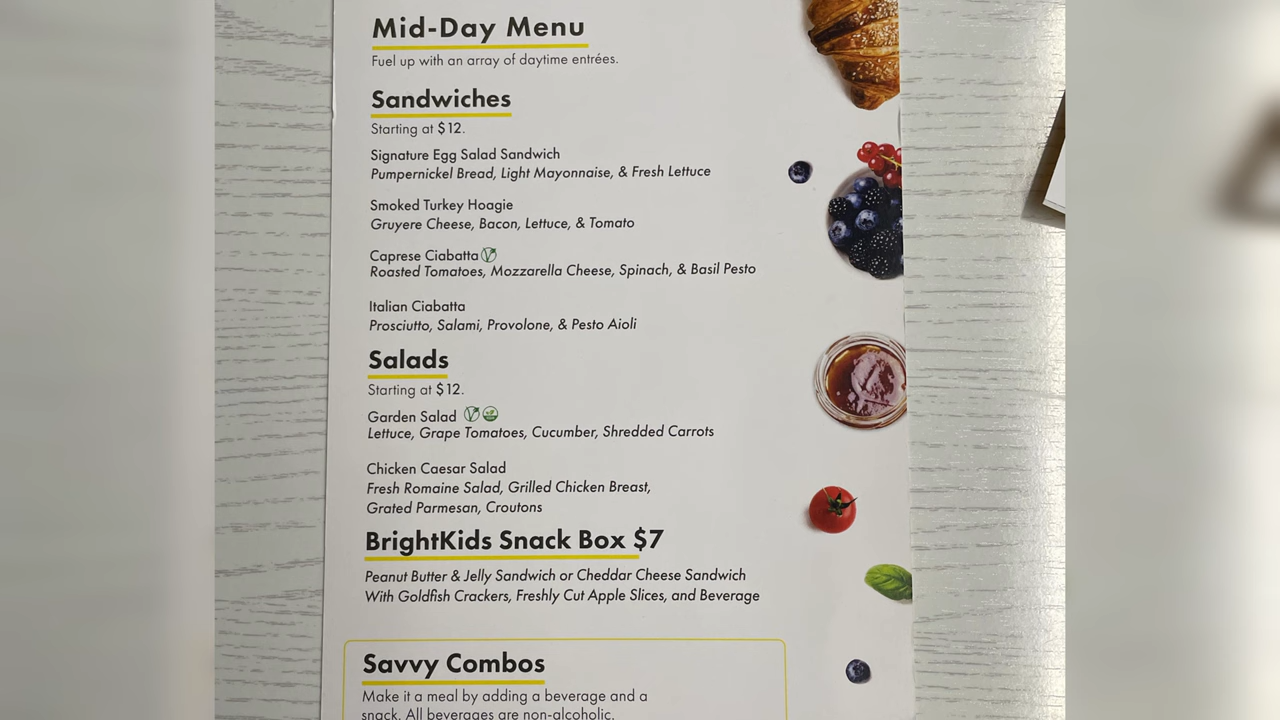 Mid-Day Menu
Fuel up with an array of daytime entrées.
Sandwiches
Starting at $12.
Signature Egg Salad Sandwich
Pumpernickel Bread, Light Mayonnaise, & Fresh Lettuce
Smoked Turkey Hoagie
Gruyere Cheese, Bacon, Lettuce, & Tomato
Caprese Ciabatta
Roasted Tomatoes, Mozzarella Cheese, Spinach, & Basil Pesto
Italian Ciabatta
Prosciutto, Salami, Provolone, & Pesto Aioli
Salads
Starting at $12.
Garden Salad
Lettuce, Grape Tomatoes, Cucumber, Shredded Carrots
Chicken Caesar Salad
Fresh Romaine Salad, Grilled Chicken Breast,
Grated Parmesan, Croutons
BrightKids Snack Box $7
Peanut Butter & Jelly Sandwich or Cheddar Cheese Sandwich
With Goldfish Crackers, Freshly Cut Apple Slices, and Beverage
Savvy Combos
Make it a meal by adding a beverage and a
snack. All beverages are non-alcoholic.